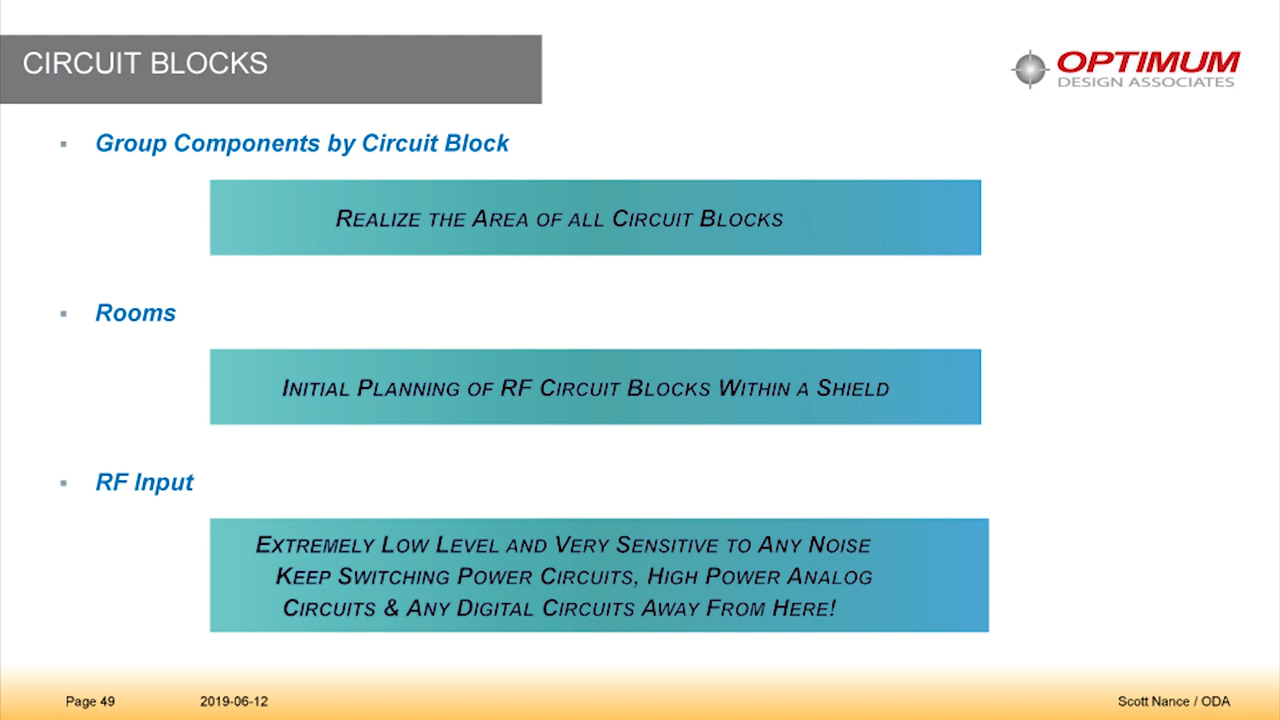 CIRCUIT BLOCKS
OPTIMUM
DESIGN ASSOCIATES
▪ Group Components by Circuit Block
REALIZE THE AREA OF ALL CIRCUIT BLOCKS
▪ Rooms
INITIAL PLANNING OF RF CIRCUIT BLOCKS WITHIN A SHIELD
▪ RF Input
EXTREMELY LOW LEVEL AND VERY SENSITIVE TO ANY NOISE
KEEP SWITCHING POWER CIRCUITS, HIGH POWER ANALOG
CIRCUITS & ANY DIGITAL CIRCUITS AWAY FROM HERE!
Page 49 2019-06-12 Scott Nance / ODA